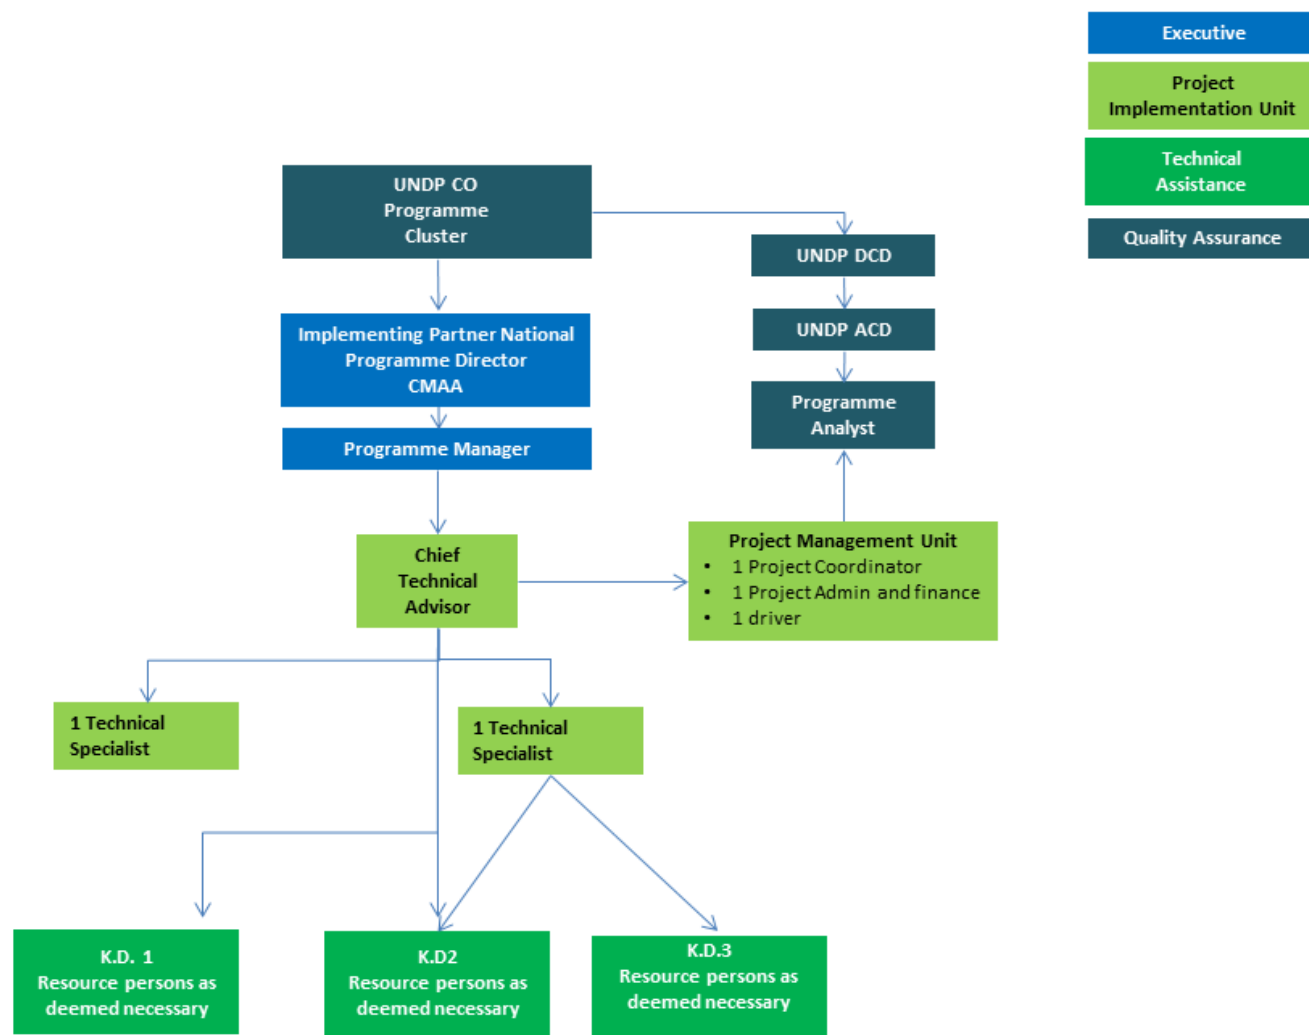 Executive
Project
Implementation Unit
Technical
Assistance
Quality Assurance
UNDP CO
Programme
Cluster
UNDP DCD
UNDP ACD
Programme
Analyst
Implementing Partner National
Programme Director
CMAA
Programme Manager
Chief
Technical
Advisor
Project Management Unit
• 1 Project Coordinator
• 1 Project Admin and finance
• 1 driver
1 Technical
Specialist
1 Technical
Specialist
K.D. 1
Resource persons as
deemed necessary
K.D2
Resource persons as
deemed necessary
K.D.3
Resource persons as
deemed necessary